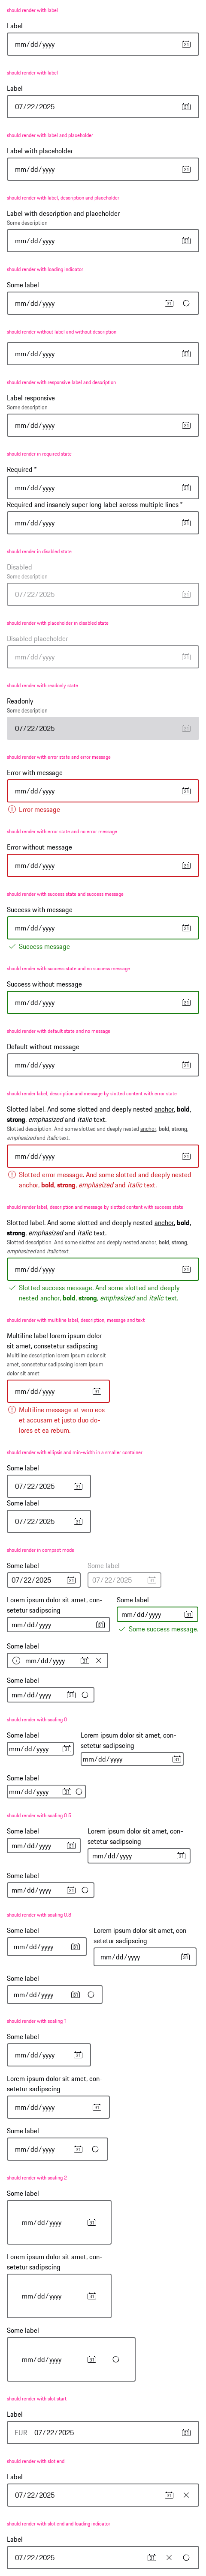 should render with label
Label
mm/dd/yyyy
should render with label
Label
07/22/2025
should render with label and placeholder
Label with placeholder
mm/dd/yyyy
should render with label, description and placeholder
Label with description and placeholder
Some description
mm/dd/yyyy
should render with loading indicator
Some label
mm/dd/yyyy
should render without label and without description
mm/dd/yyyy
should render with responsive label and description
Label responsive
Some description
mm/dd/yyyy
should render in required state
Required *
mm/dd/yyyy
Required and insanely super long label across multiple lines *
mm/dd/yyyy
should render in disabled state
Disabled
Some description
07/22/2025
should render with placeholder in disabled state
Disabled placeholder
mm/dd/yyyy
should render with readonly state
Readonly
Some description
07/22/2025
should render with error state and error message
Error with message
mm/dd/yyyy
Error message
should render with error state and no error message
Error without message
mm/dd/yyyy
should render with success state and success message
Success with message
mm/dd/yyyy
Success message
should render with success state and no success message
Success without message
mm/dd/yyyy
should render with default state and no message
Default without message
mm/dd/yyyy
should render label, description and message by slotted content with error state
Slotted label. And some slotted and deeply nested anchor, bold,
strong, emphasized and italic text.
Slotted description. And some slotted and deeply nested anchor, bold, strong,
emphasized and italic text.
mm/dd/yyyy
Slotted error message. And some slotted and deeply nested
anchor, bold, strong, emphasized and italic text.
should render label, description and message by slotted content with success state
Slotted label. And some slotted and deeply nested anchor, bold,
strong, emphasized and italic text.
Slotted description. And some slotted and deeply nested anchor, bold, strong,
emphasized and italic text.
mm/dd/yyyy
Slotted success message. And some slotted and deeply
nested anchor, bold, strong, emphasized and italic text.
should render with multiline label, description, message and text
Multiline label lorem ipsum dolor
sit amet, consetetur sadipscing
Multiline description lorem ipsum dolor sit
amet, consetetur sadipscing lorem ipsum
dolor sit amet
mm/dd/yyyy
Multiline message at vero eos
et accusam et justo duo do-
lores et ea rebum.
should render with ellipsis and min-width in a smaller container
Some label
07/22/2025
Some label
07/22/2025
should render in compact mode
Some label Some label
07/22/2025 07/22/2025
Lorem ipsum dolor sit amet, con- Some label
setetur sadipscing mm/dd/yyyy
mm/dd/yyyy Some success message.
Some label
mm/dd/yyyy
Some label
mm/dd/yyyy
should render with scaling 0
Some label Lorem ipsum dolor sit amet, con-
mm/dd/yyyy setetur sadipscing
mm/dd/yyyy
Some label
mm/dd/yyyy
should render with scaling 0.5
Some label Lorem ipsum dolor sit amet, con-
mm/dd/yyyy setetur sadipscing
mm/dd/yyyy
Some label
mm/dd/yyyy
should render with scaling 0.8
Some label Lorem ipsum dolor sit amet, con-
mm/dd/yyyy setetur sadipscing
mm/dd/yyyy
Some label
mm/dd/yyyy
should render with scaling 1
Some label
mm/dd/yyyy
Lorem ipsum dolor sit amet, con-
setetur sadipscing
mm/dd/yyyy
Some label
mm/dd/yyyy
should render with scaling 2
Some label
mm/dd/yyyy
Lorem ipsum dolor sit amet, con-
setetur sadipscing
mm/dd/yyyy
Some label
mm/dd/yyyy
should render with slot start
Label
EUR 07/22/2025
should render with slot end
Label
07/22/2025
should render with slot end and loading indicator
Label
07/22/2025